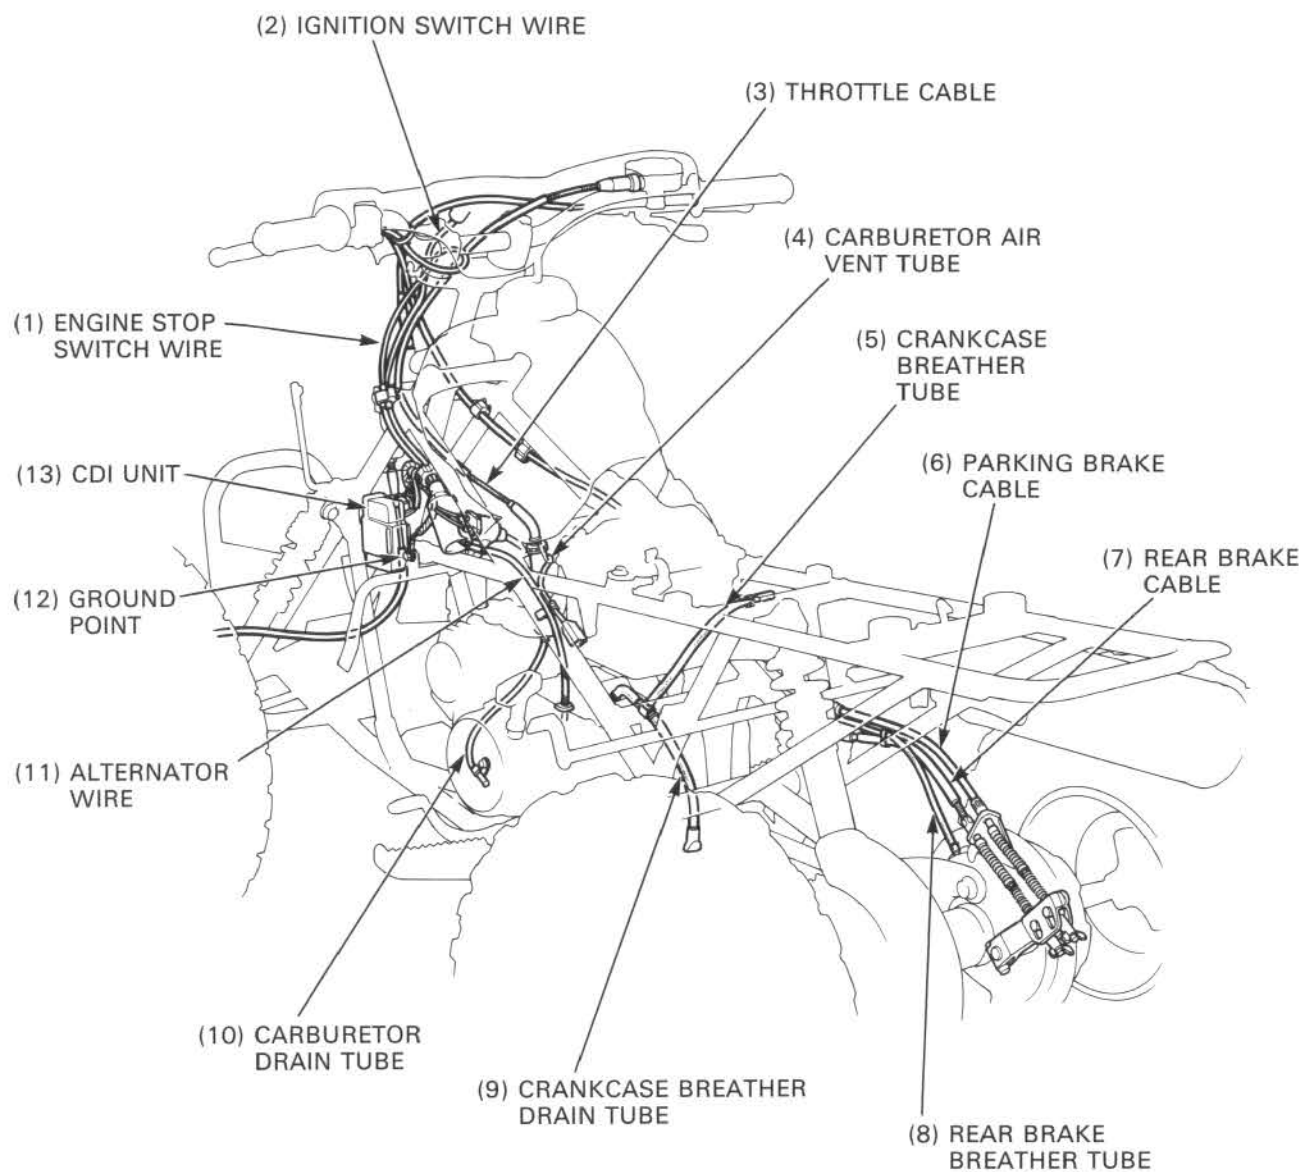 (2) IGNITION SWITCH WIRE
(3) THROTTLE CABLE
(4) CARBURETOR AIR
VENT TUBE
(1) ENGINE STOP
SWITCH WIRE
(5) CRANKCASE
BREATHER
TUBE
(13) CDI UNIT
(6) PARKING BRAKE
CABLE
(7) REAR BRAKE
CABLE
(12) GROUND
POINT
(11) ALTERNATOR
WIRE
(10) CARBURETOR
DRAIN TUBE
(9) CRANKCASE BREATHER
DRAIN TUBE
(8) REAR BRAKE
BREATHER TUBE